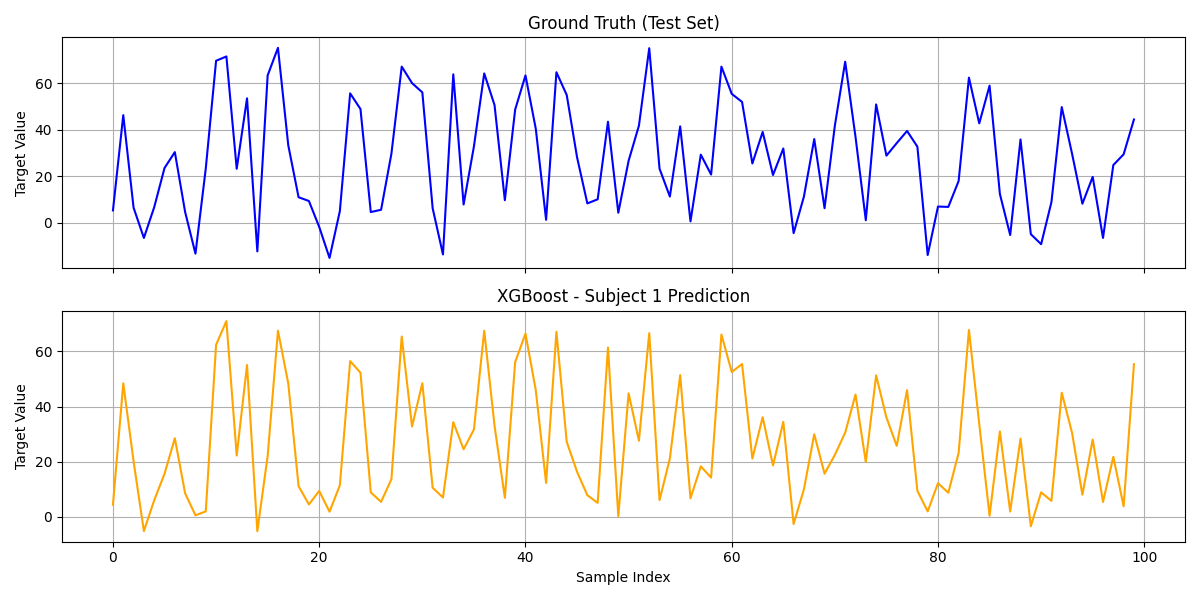 Ground Truth (Test Set)
Target Value
60
40
20
0
XGBoost - Subject 1 Prediction
Target Value
60
40
20
0
0 20 40 60 80 100
Sample Index